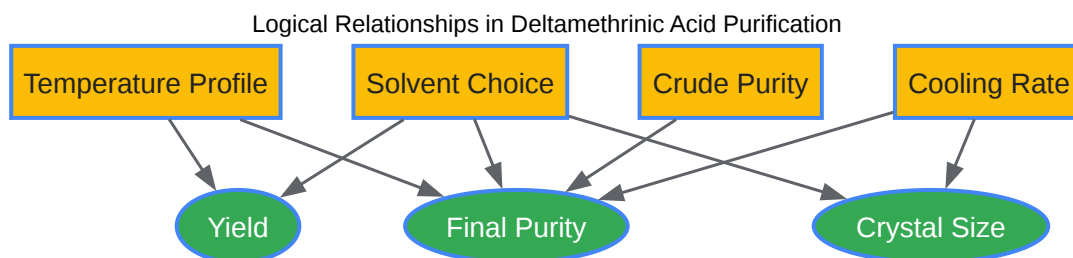 Logical Relationships in Deltamethrinic Acid Purification
Temperature Profile
Solvent Choice
Crude Purity
Cooling Rate
Yield
Final Purity
Crystal Size